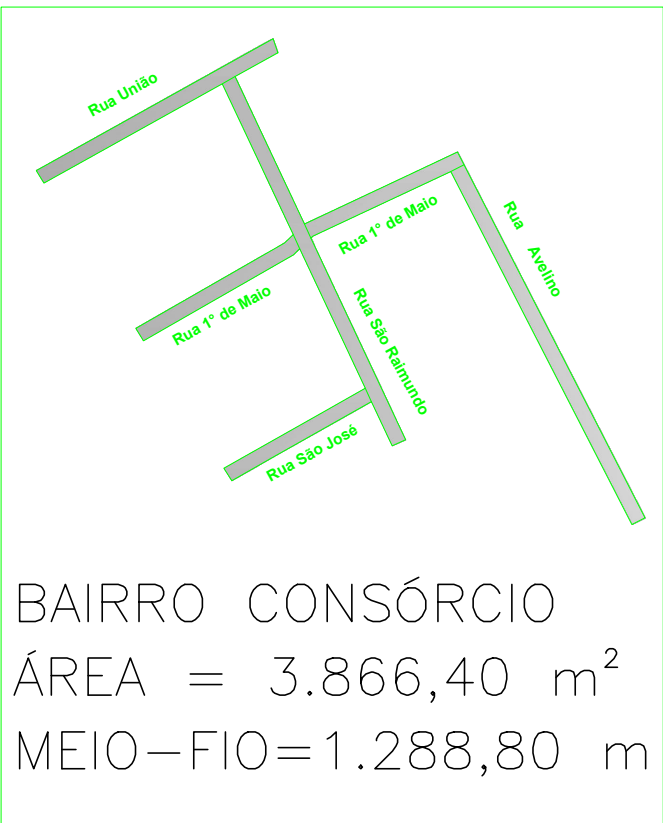 Rua União
Rua 1° de Maio
Rua Avelino
Rua 1° de Maio
Rua São Raimundo
Rua São José
BAIRRO CONSÓRCIO
ÁREA = 3.866,40 m²
MEIO-FIO=1.288,80 m